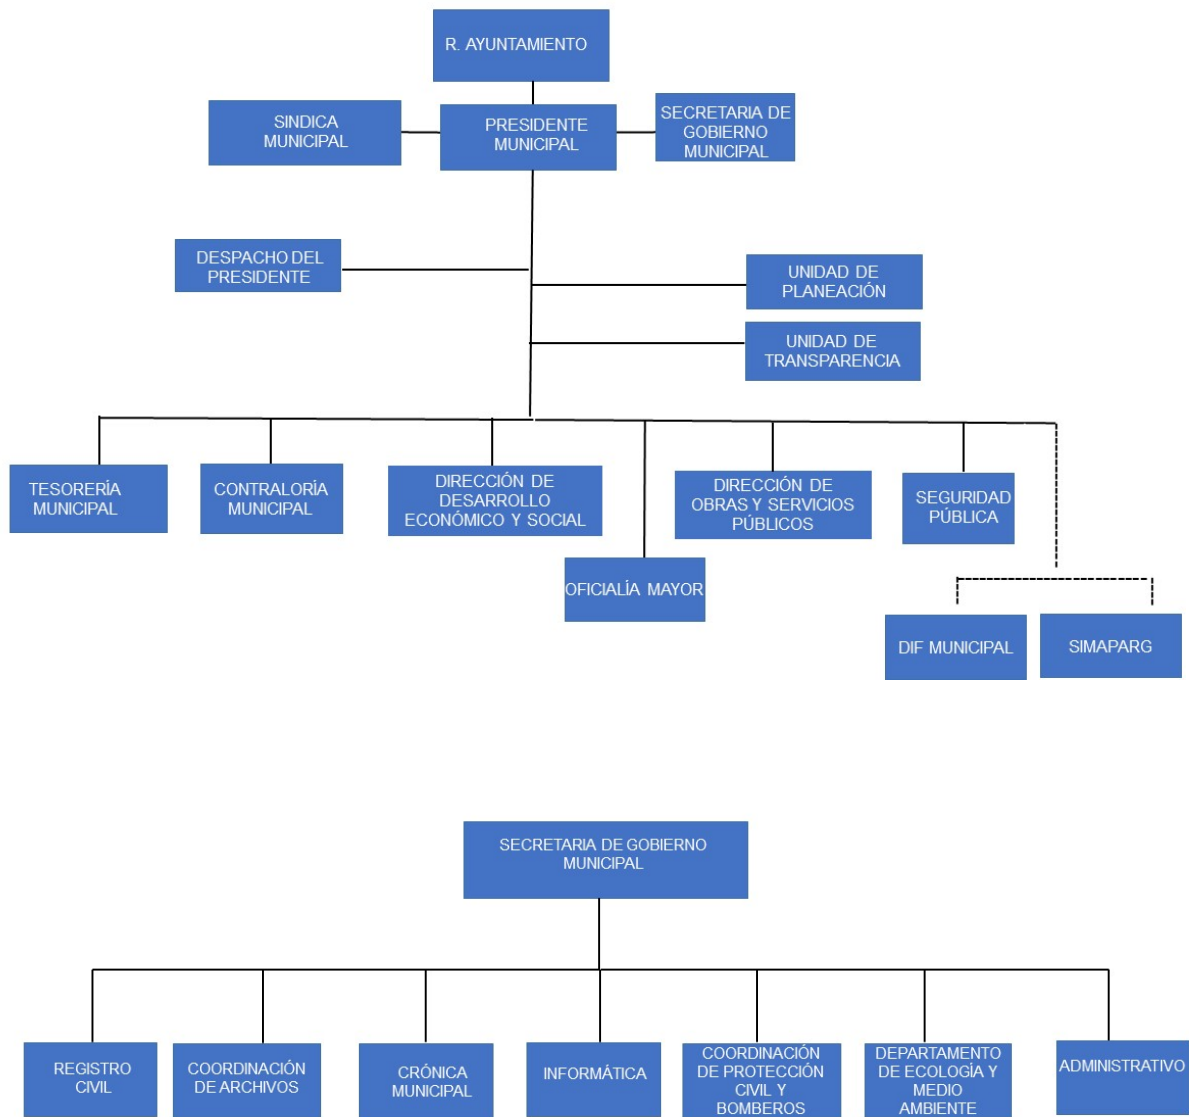 R. AYUNTAMIENTO
SINDICA
MUNICIPAL
PRESIDENTE
MUNICIPAL
SECRETARIA DE
GOBIERNO
MUNICIPAL
DESPACHO DEL
PRESIDENTE
UNIDAD DE
PLANEACIÓN
UNIDAD DE
TRANSPARENCIA
TESORERÍA
MUNICIPAL
CONTRALORÍA
MUNICIPAL
DIRECCIÓN DE
DESARROLLO
ECONÓMICO Y SOCIAL
OFICIALÍA MAYOR
DIRECCIÓN DE
OBRAS Y SERVICIOS
PÚBLICOS
SEGURIDAD
PÚBLICA
DIF MUNICIPAL
SIMAPARG
SECRETARIA DE GOBIERNO
MUNICIPAL
REGISTRO
CIVIL
COORDINACIÓN
DE ARCHIVOS
CRÓNICA
MUNICIPAL
INFORMÁTICA
COORDINACIÓN
DE PROTECCIÓN
CIVIL Y
BOMBEROS
DEPARTAMENTO
DE ECOLOGÍA Y
MEDIO
AMBIENTE
ADMINISTRATIVO